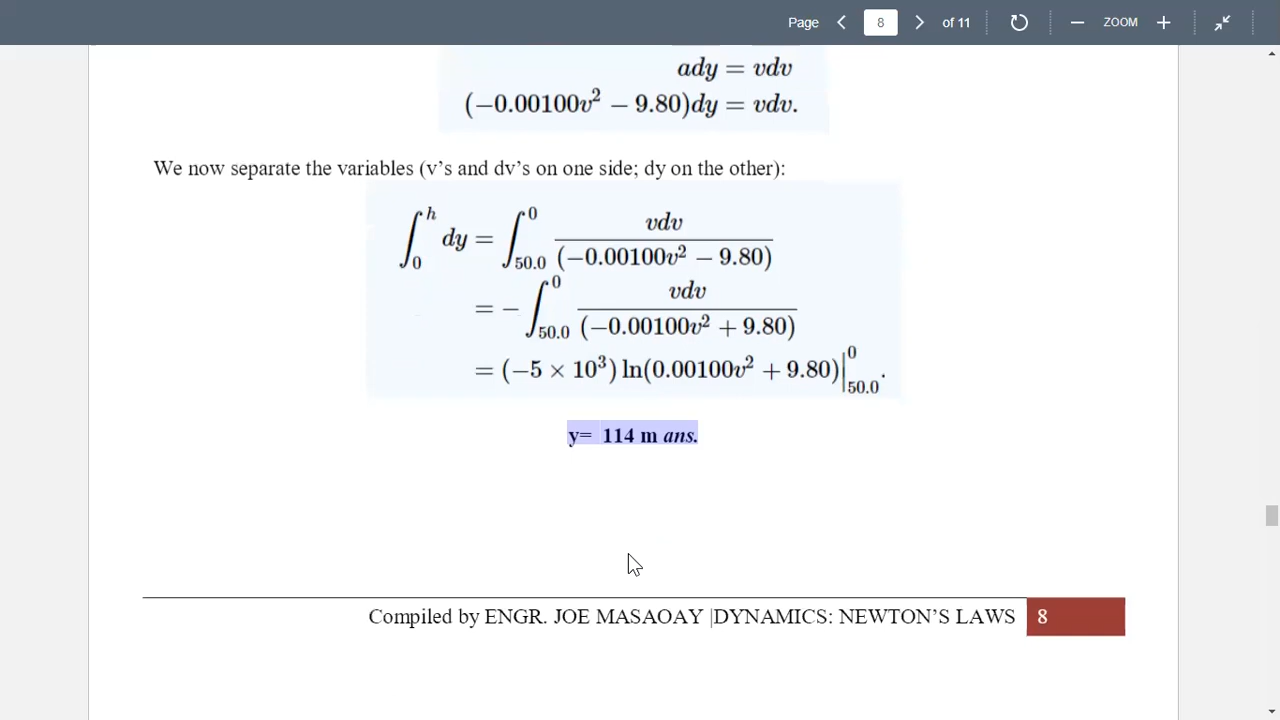 Page 8 of 11 ZOOM
ady = vdv
(−0.00100v² − 9.80)dy = vdv.
We now separate the variables (v’s and dv’s on one side; dy on the other):
∫₀ʰ dy = ∫₅₀.₀⁰ vdv / (−0.00100v² − 9.80)
= − ∫₅₀.₀⁰ vdv / (−0.00100v² + 9.80)
= (−5 × 10³) ln(0.00100v² + 9.80)|₅₀.₀⁰.
y= 114 m ans.
Compiled by ENGR. JOE MASAOAY |DYNAMICS: NEWTON’S LAWS 8